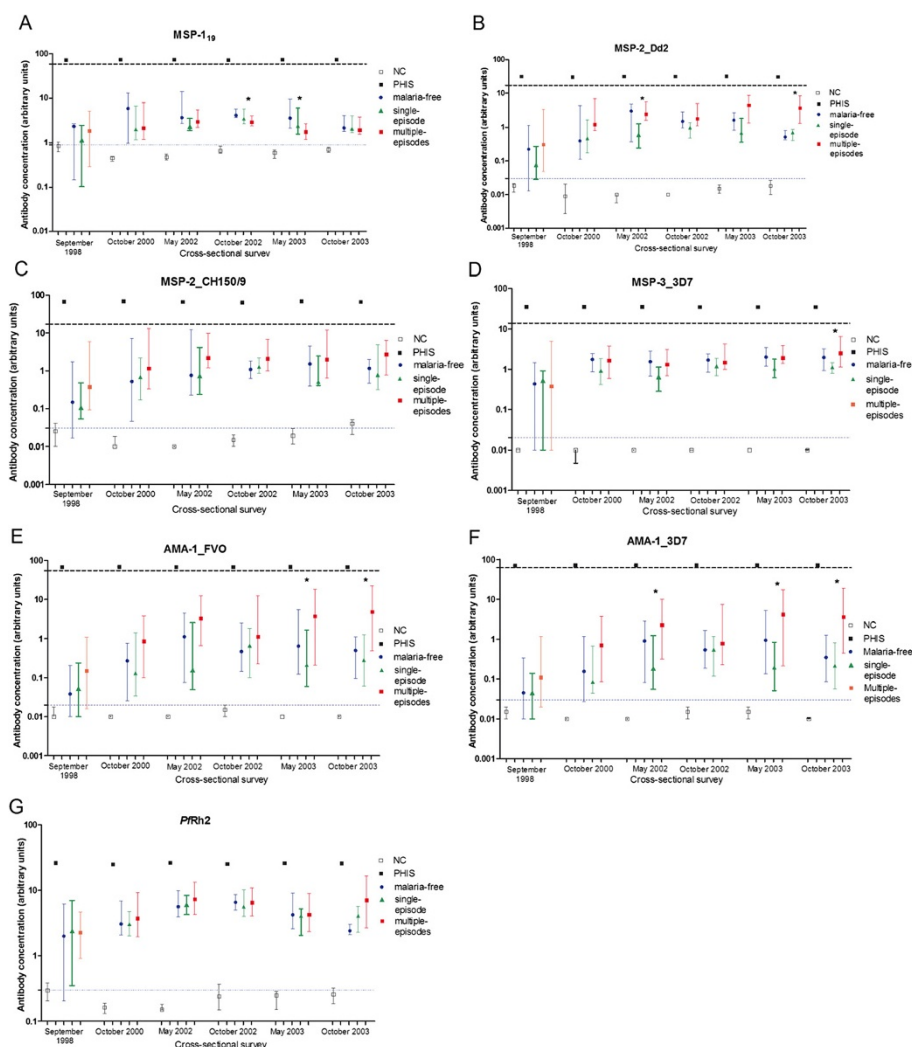 A
MSP-1₁₉
Antibody concentration (arbitrary units)
100
10
1
0.1
0.01
September 1998
October 2000
May 2002
October 2002
May 2003
October 2003
Cross-sectional survey
* *
NC
PHIS
malaria-free
single-
episode
multiple-
episodes
B
MSP-2_Dd2
Antibody concentration (arbitrary units)
100
10
1
0.1
0.01
0.001
September 1998
October 2000
May 2002
October 2002
May 2003
October 2003
Cross-sectional survey
* *
NC
PHIS
malaria-free
single-
episode
multiple-
episodes
C
MSP-2_CH150/9
Antibody concentration (arbitrary units)
100
10
1
0.1
0.01
0.001
September 1998
October 2000
May 2002
October 2002
May 2003
October 2003
Cross-sectional survey
NC
PHIS
malaria-free
single-
episode
multiple-
episodes
D
MSP-3_3D7
Antibody concentration (arbitrary units)
100
10
1
0.1
0.01
0.001
September 1998
October 2000
May 2002
October 2002
May 2003
October 2003
Cross-sectional survey
*
NC
PHIS
malaria-free
single-
episode
multiple-
episodes
E
AMA-1_FVO
Antibody concentration (arbitrary units)
100
10
1
0.1
0.01
0.001
September 1998
October 2000
May 2002
October 2002
May 2003
October 2003
Cross-sectional survey
* *
NC
PHIS
malaria-free
single-
episode
multiple-
episodes
F
AMA-1_3D7
Antibody concentration (arbitrary units)
100
10
1
0.1
0.01
0.001
September 1998
October 2000
May 2002
October 2002
May 2003
October 2003
Cross-sectional survey
* * *
NC
PHIS
Malaria-free
single-
episode
Multiple-
episodes
G
PfRh2
Antibody concentration (arbitrary units)
100
10
1
0.1
September 1998
October 2000
May 2002
October 2002
May 2003
October 2003
Cross-sectional survey
NC
PHIS
malaria-free
single-
episode
multiple-
episodes